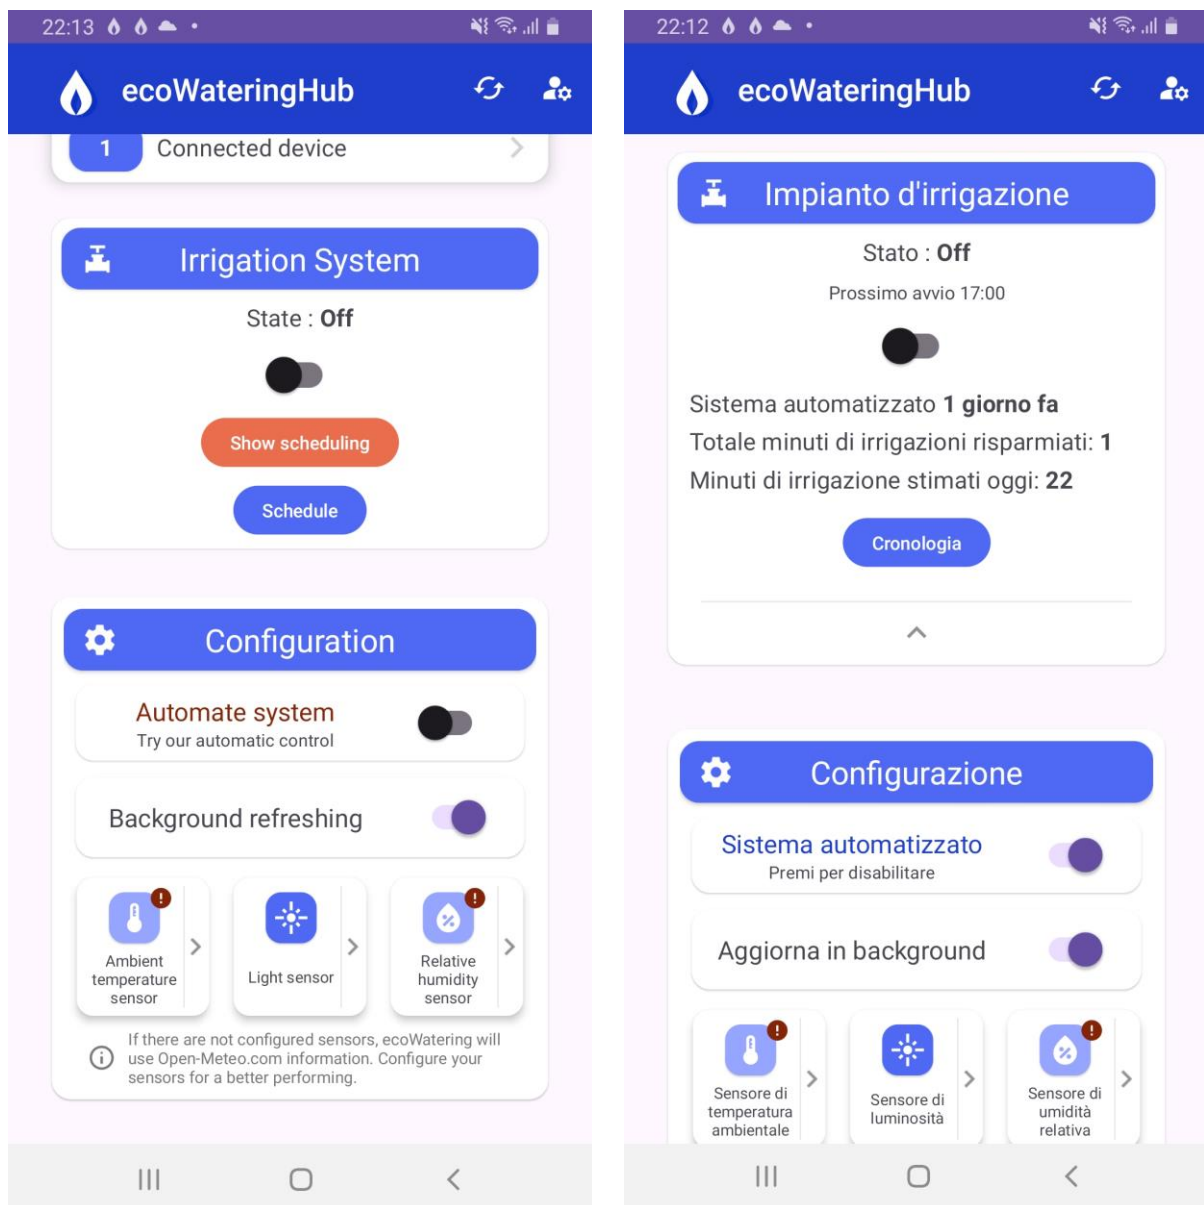 22:13
ecoWateringHub
1 Connected device
Irrigation System
State : Off
Show scheduling
Schedule
Configuration
Automate system
Try our automatic control
Background refreshing
Ambient
temperature
sensor
Light sensor
Relative
humidity
sensor
If there are not configured sensors, ecoWatering will
use Open-Meteo.com information. Configure your
sensors for a better performing.
22:12
ecoWateringHub
Impianto d'irrigazione
Stato : Off
Prossimo avvio 17:00
Sistema automatizzato 1 giorno fa
Totale minuti di irrigazioni risparmiati: 1
Minuti di irrigazione stimati oggi: 22
Cronologia
Configurazione
Sistema automatizzato
Premi per disabilitare
Aggiorna in background
Sensore di
temperatura
ambientale
Sensore di
luminosità
Sensore di
umidità
relativa